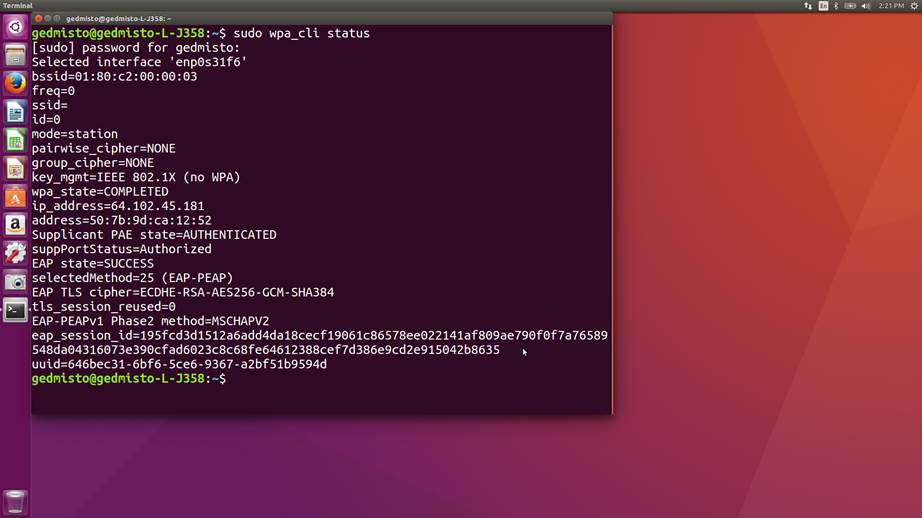 Terminal
En
2:21 PM
gedmisto@gedmisto-L-J358: ~
gedmisto@gedmisto-L-J358:~$ sudo wpa_cli status
[sudo] password for gedmisto:
Selected interface 'enp0s31f6'
bssid=01:80:c2:00:00:03
freq=0
ssid=
id=0
mode=station
pairwise_cipher=NONE
group_cipher=NONE
key_mgmt=IEEE 802.1X (no WPA)
wpa_state=COMPLETED
ip_address=64.102.45.181
address=50:7b:9d:ca:12:52
Supplicant PAE state=AUTHENTICATED
suppPortStatus=Authorized
EAP state=SUCCESS
selectedMethod=25 (EAP-PEAP)
EAP TLS cipher=ECDHE-RSA-AES256-GCM-SHA384
tls_session_reused=0
EAP-PEAPv1 Phase2 method=MSCHAPV2
eap_session_id=195fcd3d1512a6add4da18cecf19061c86578ee022141af809ae790f0f7a76589
548da04316073e390cfad6023c8c68fe64612388cef7d386e9cd2e915042b8635
uuid=646bec31-6bf6-5ce6-9367-a2bf51b9594d
gedmisto@gedmisto-L-J358:~$